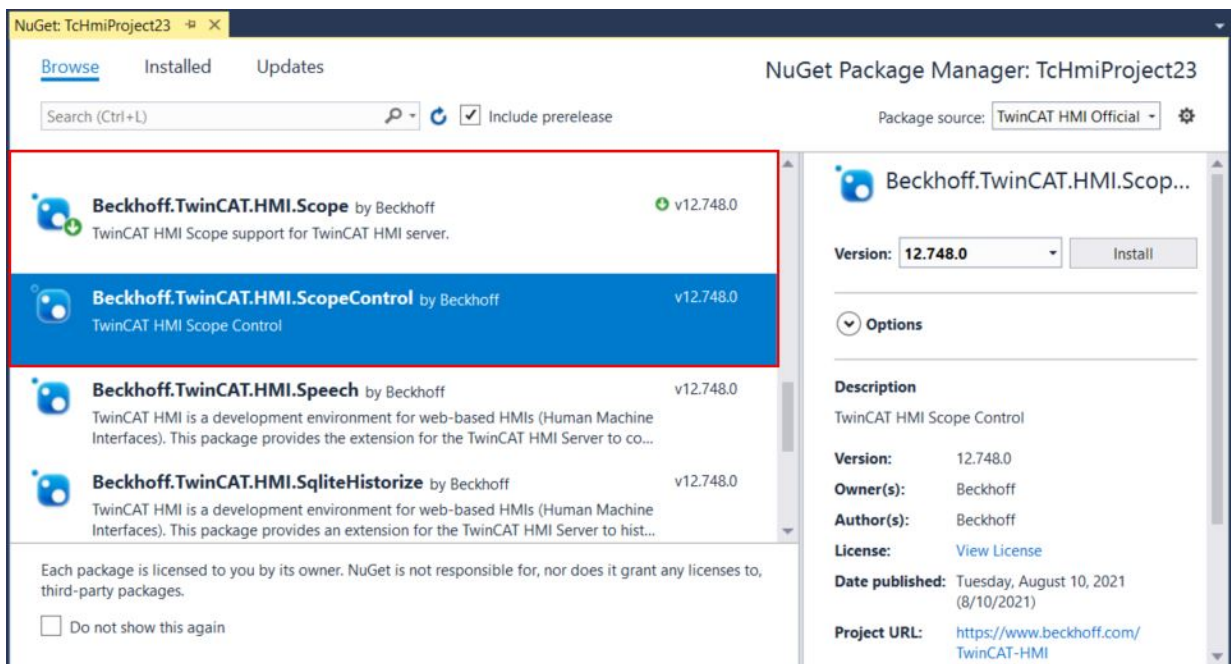 NuGet: TcHmiProject23
Browse Installed Updates
NuGet Package Manager: TcHmiProject23
Search (Ctrl+L)
Include prerelease
Package source: TwinCAT HMI Official
Beckhoff.TwinCAT.HMI.Scope by Beckhoff v12.748.0
TwinCAT HMI Scope support for TwinCAT HMI server.
Beckhoff.TwinCAT.HMI.ScopeControl by Beckhoff v12.748.0
TwinCAT HMI Scope Control
Beckhoff.TwinCAT.HMI.Speech by Beckhoff v12.748.0
TwinCAT HMI is a development environment for web-based HMIs (Human Machine
Interfaces). This package provides the extension for the TwinCAT HMI Server to co...
Beckhoff.TwinCAT.HMI.SqliteHistorize by Beckhoff v12.748.0
TwinCAT HMI is a development environment for web-based HMIs (Human Machine
Interfaces). This package provides an extension for the TwinCAT HMI Server to hist...
Each package is licensed to you by its owner. NuGet is not responsible for, nor does it grant any licenses to,
third-party packages.
Do not show this again
Beckhoff.TwinCAT.HMI.Scop...
Version: 12.748.0 Install
Options
Description
TwinCAT HMI Scope Control
Version: 12.748.0
Owner(s): Beckhoff
Author(s): Beckhoff
License: View License
Date published: Tuesday, August 10, 2021
(8/10/2021)
Project URL: https://www.beckhoff.com/
TwinCAT-HMI